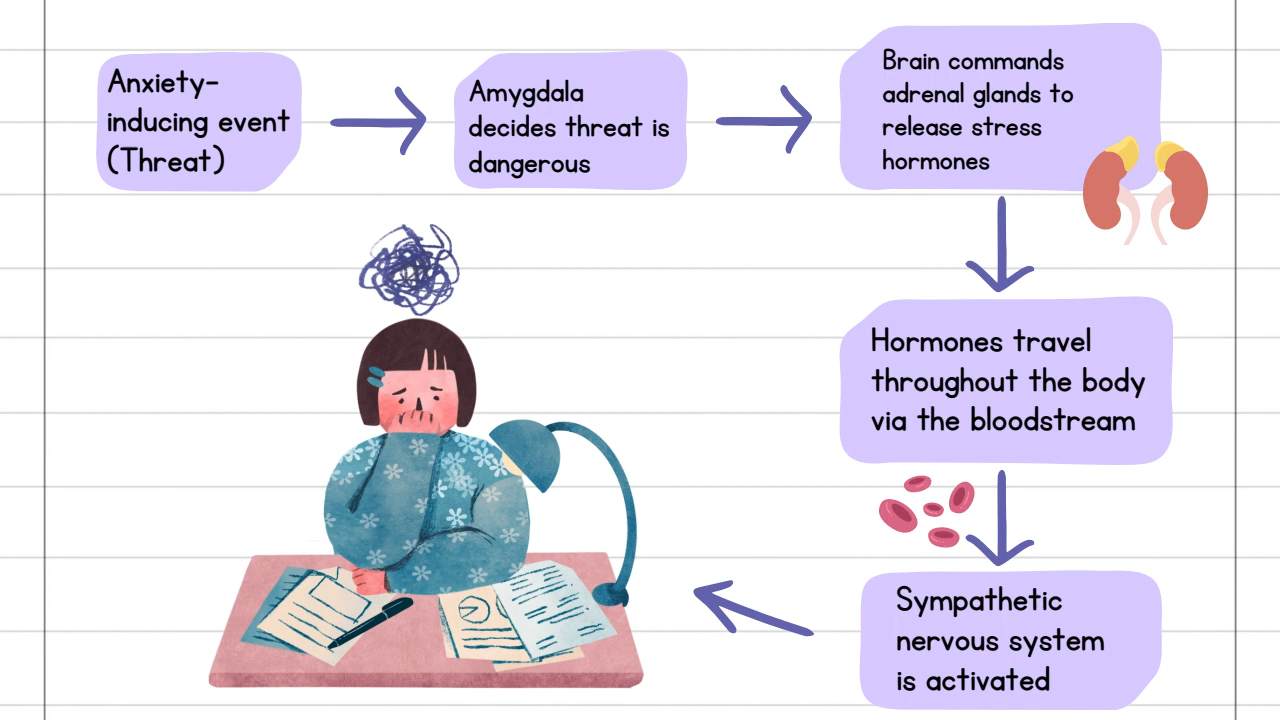 Anxiety-
inducing event
(Threat)
Amygdala
decides threat is
dangerous
Brain commands
adrenal glands to
release stress
hormones
Hormones travel
throughout the body
via the bloodstream
Sympathetic
nervous system
is activated